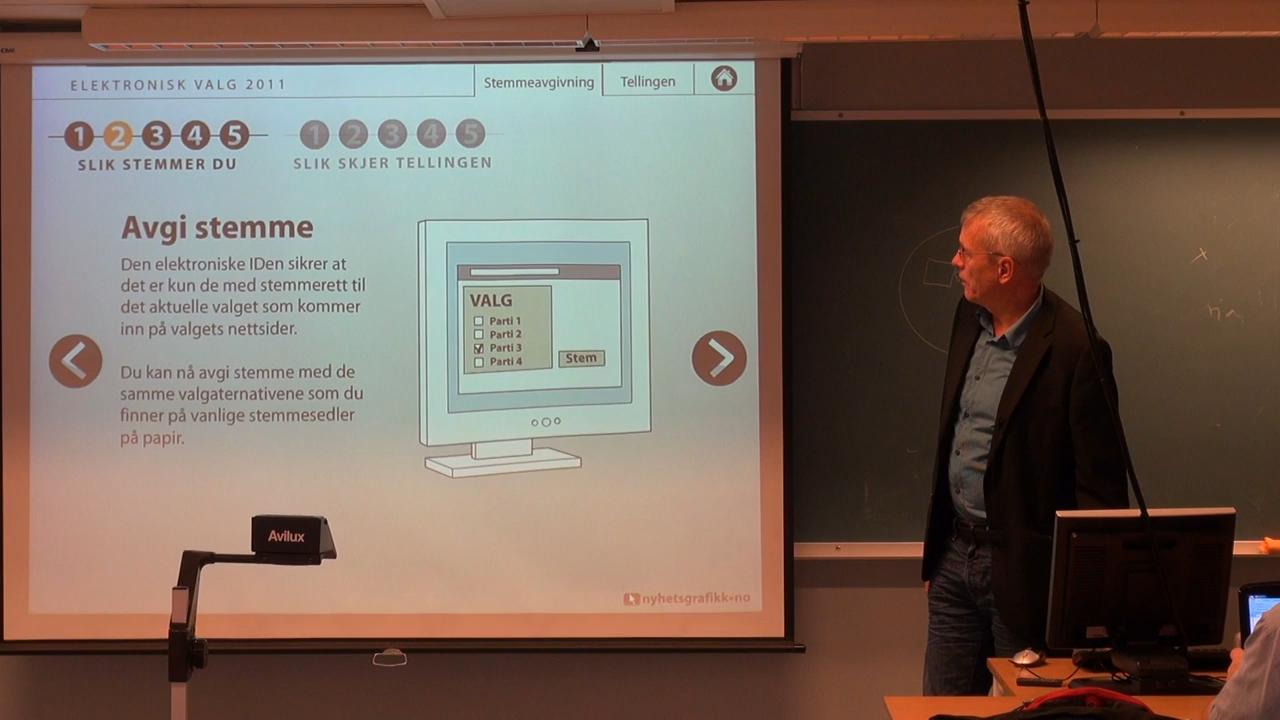 ELEKTRONISK VALG 2011
Stemmeavgivning
Tellingen
1 2 3 4 5
SLIK STEMMER DU
1 2 3 4 5
SLIK SKJER TELLINGEN
Avgi stemme
Den elektroniske IDen sikrer at
det er kun de med stemmerett til
det aktuelle valget som kommer
inn på valgets nettsider.
Du kan nå avgi stemme med de
samme valgaternativene som du
finner på vanlige stemmesedler
på papir.
VALG
Parti 1
Parti 2
Parti 3
Parti 4
Stem
Avilux
nyhetsgrafikk•no